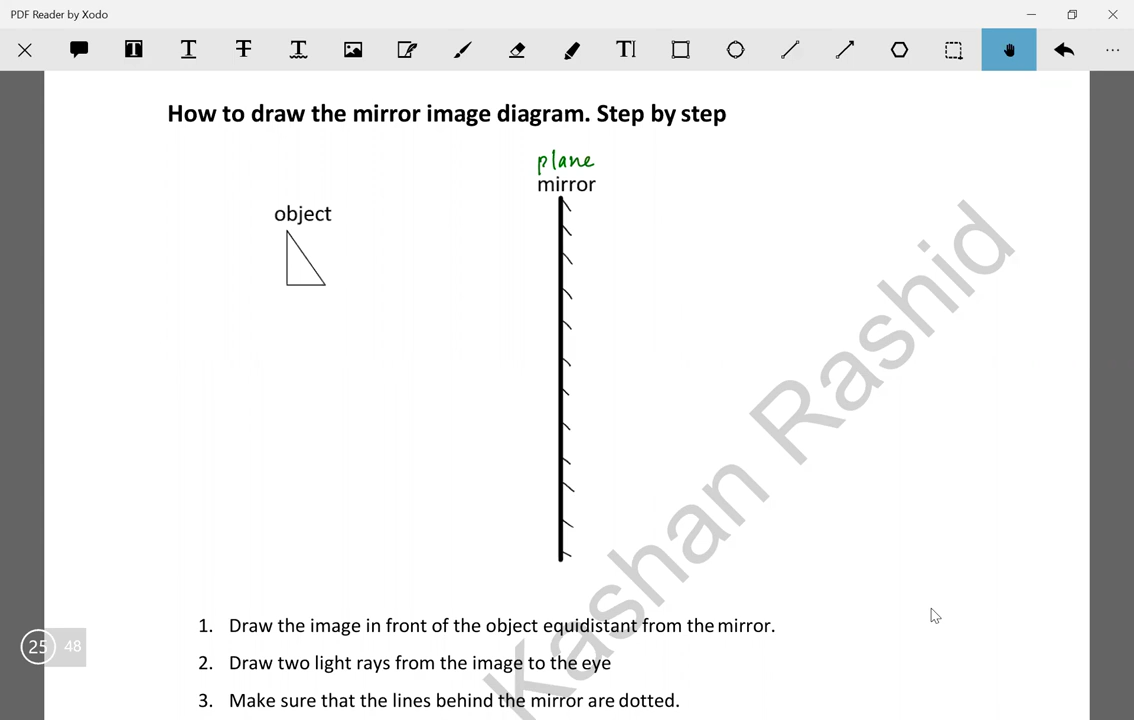 PDF Reader by Xodo
How to draw the mirror image diagram. Step by step
plane
mirror
object
Kashan Rashid
1. Draw the image in front of the object equidistant from the mirror.
2. Draw two light rays from the image to the eye
3. Make sure that the lines behind the mirror are dotted.
25 48